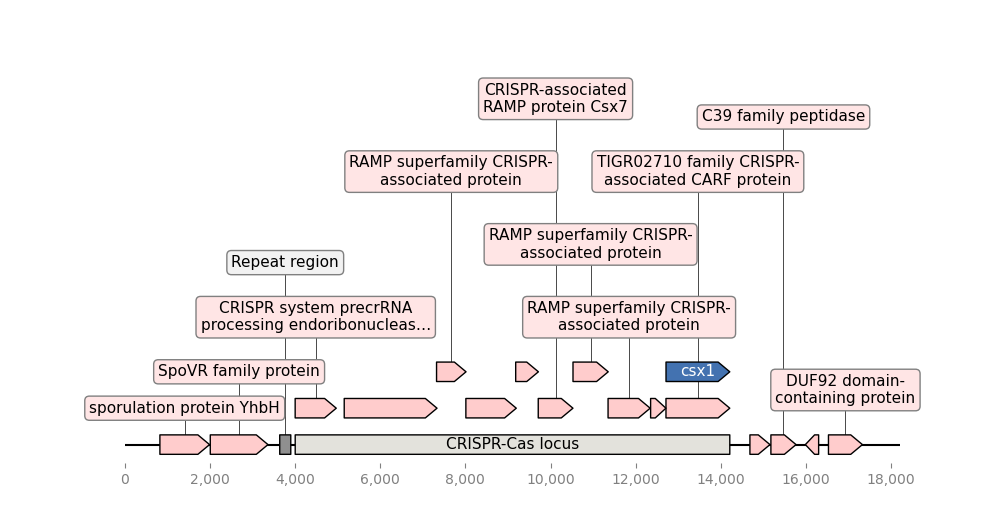 CRISPR-associated
RAMP protein Csx7
C39 family peptidase
RAMP superfamily CRISPR-
associated protein
TIGR02710 family CRISPR-
associated CARF protein
RAMP superfamily CRISPR-
associated protein
Repeat region
CRISPR system precrRNA
processing endoribonucleas...
RAMP superfamily CRISPR-
associated protein
SpoVR family protein
csx1
DUF92 domain-
containing protein
sporulation protein YhbH
CRISPR-Cas locus
0 2,000 4,000 6,000 8,000 10,000 12,000 14,000 16,000 18,000